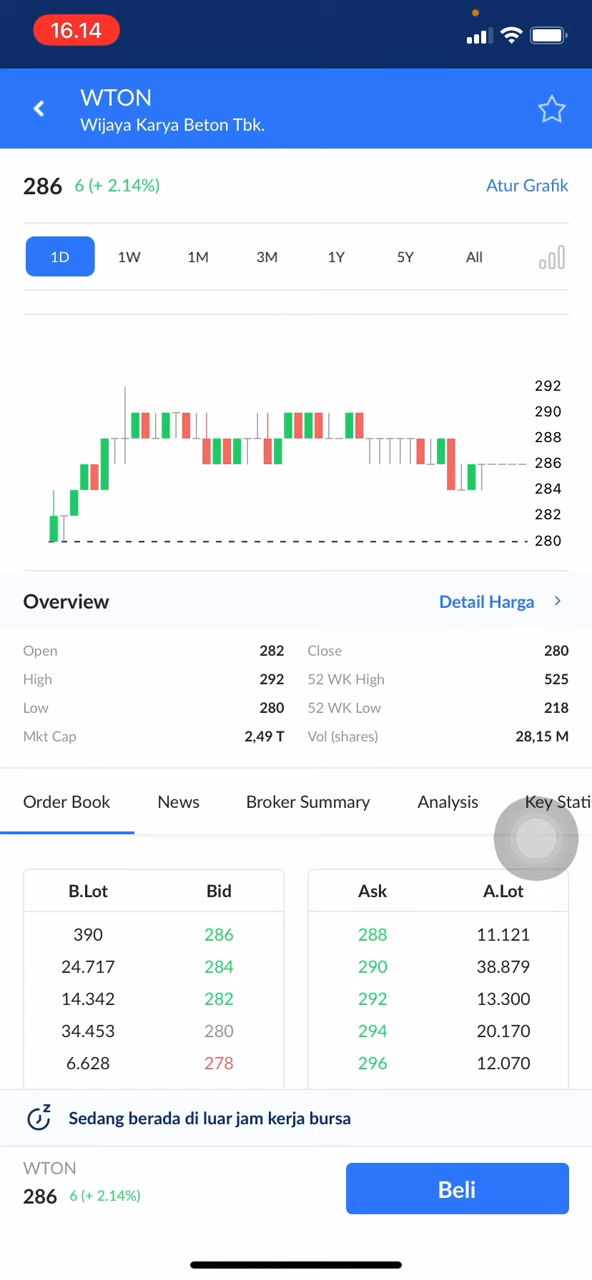 16.14
WTON
Wijaya Karya Beton Tbk.
286 6 (+ 2.14%) Atur Grafik
1D 1W 1M 3M 1Y 5Y All
292
290
288
286
284
282
280
Overview Detail Harga
Open 282 Close 280
High 292 52 WK High 525
Low 280 52 WK Low 218
Mkt Cap 2,49 T Vol (shares) 28,15 M
Order Book News Broker Summary Analysis Key Stati
B.Lot Bid Ask A.Lot
390 286 288 11.121
24.717 284 290 38.879
14.342 282 292 13.300
34.453 280 294 20.170
6.628 278 296 12.070
Sedang berada di luar jam kerja bursa
WTON
286 6 (+ 2.14%)
Beli